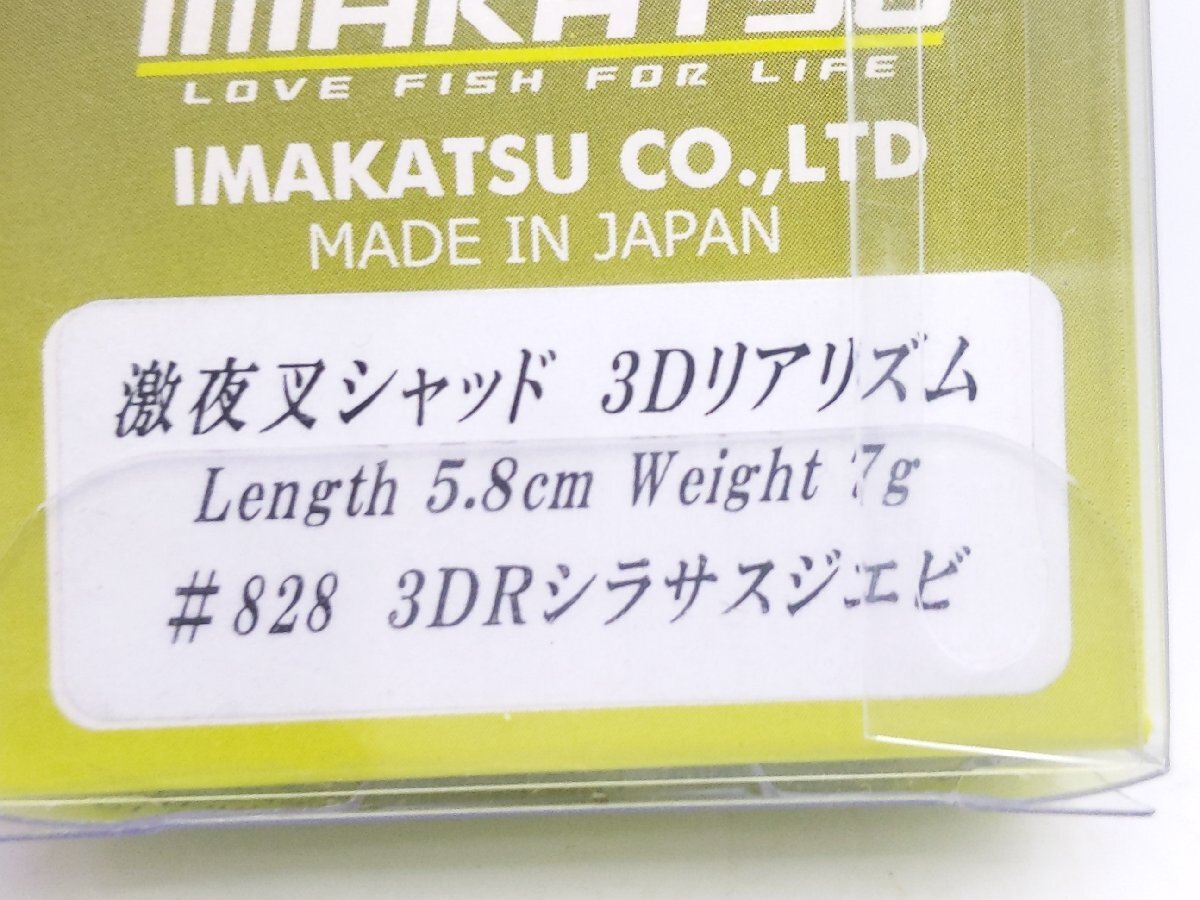 IMAKATSU
LOVE FISH FOR LIFE
IMAKATSU CO.,LTD
MADE IN JAPAN
激夜叉シャッド 3Dリアリズム
Length 5.8cm Weight 7g
#828 3DRシラサスジエビ